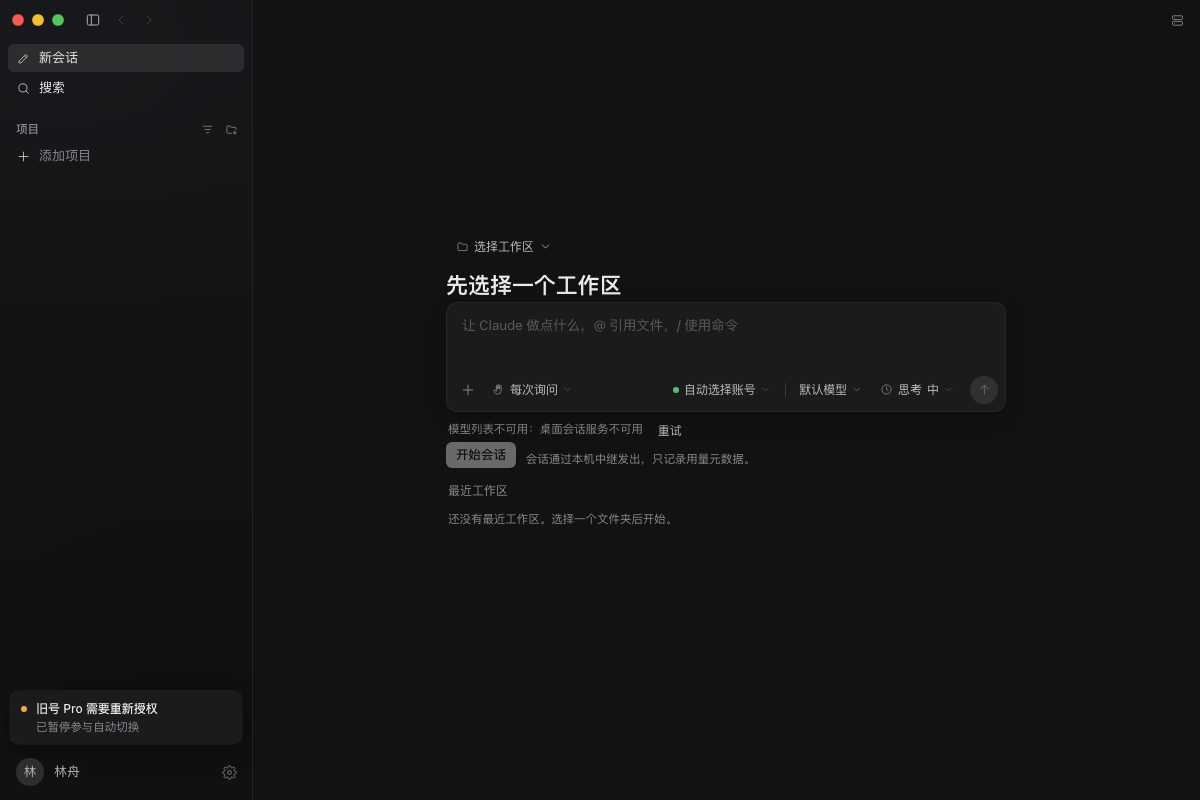 新会话
搜索
项目
添加项目
选择工作区
先选择一个工作区
让 Claude 做点什么，@ 引用文件，/ 使用命令
每次询问
自动选择账号
默认模型
思考 中
模型列表不可用：桌面会话服务不可用 重试
开始会话 会话通过本机中继发出，只记录用量元数据。
最近工作区
还没有最近工作区。选择一个文件夹后开始。
旧号 Pro 需要重新授权
已暂停参与自动切换
林 林舟